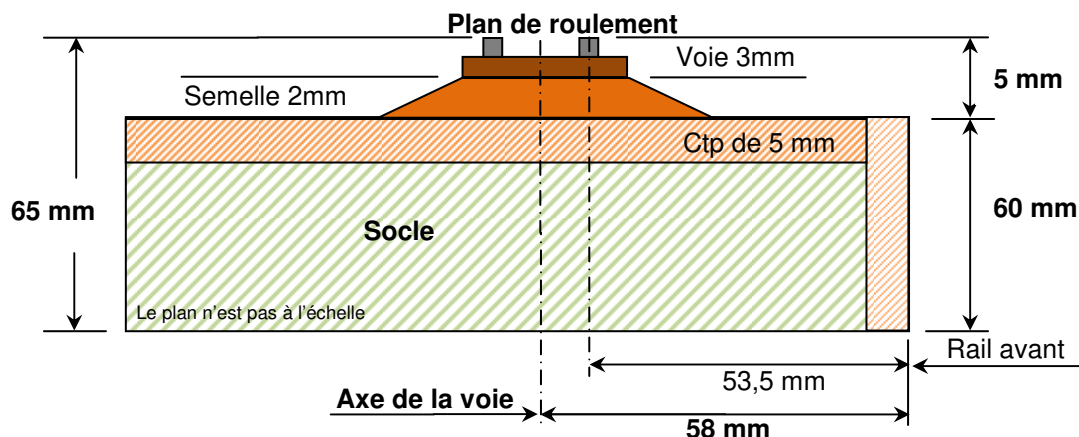 Plan de roulement
Voie 3mm
5 mm
Semelle 2mm
Ctp de 5 mm
65 mm
60 mm
Socle
Le plan n'est pas à l'échelle
Rail avant
53,5 mm
Axe de la voie
58 mm